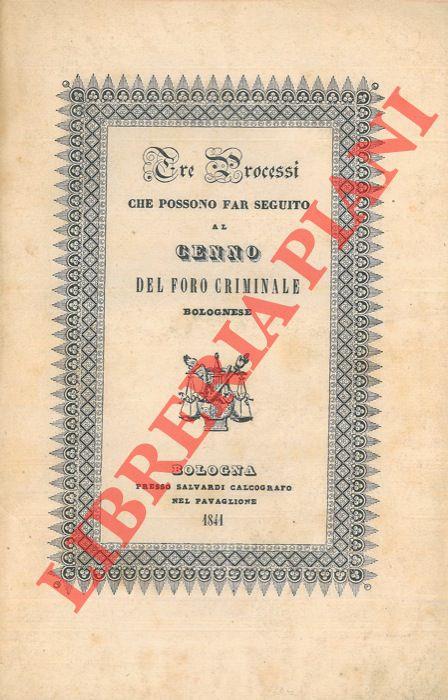 Tre Processi
CHE POSSONO FAR SEGUITO
AL
CENNO
DEL FORO CRIMINALE
BOLOGNESE
BOLOGNA
PRESSO SALVARDI CALCOGRAFO
NEL PAVAGLIONE
1841
LIBRERIA PIANI